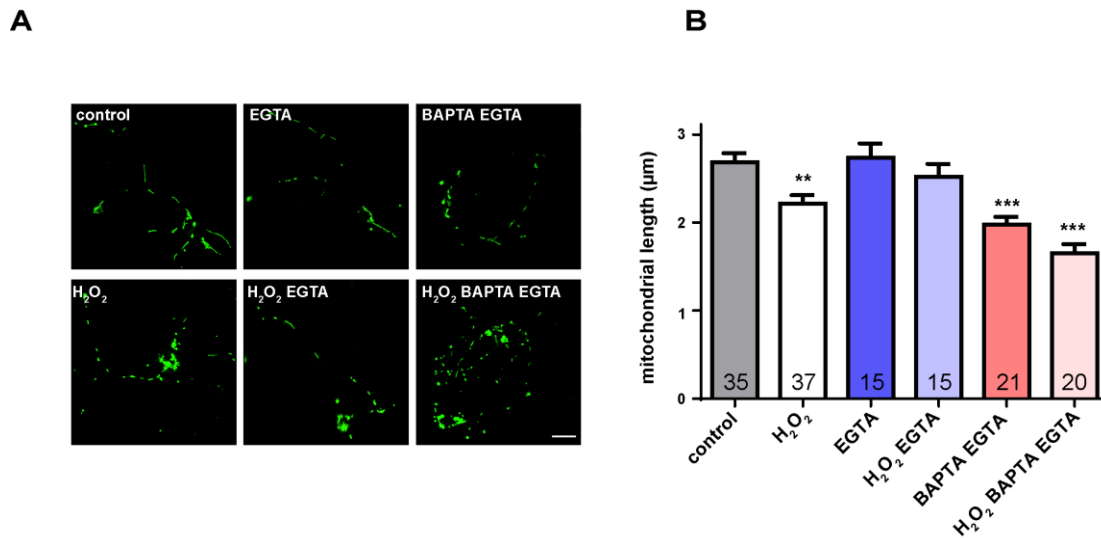 A
B
control
EGTA
BAPTA EGTA
H₂O₂
H₂O₂ EGTA
H₂O₂ BAPTA EGTA
mitochondrial length (µm)
3
2
1
0
**
***
***
35
37
15
15
21
20
control
H₂O₂
EGTA
H₂O₂ EGTA
BAPTA EGTA
H₂O₂ BAPTA EGTA